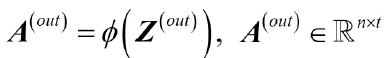 A^{(out)} = ϕ(Z^{(out)}),  A^{(out)} ∈ ℝ^{n×t}